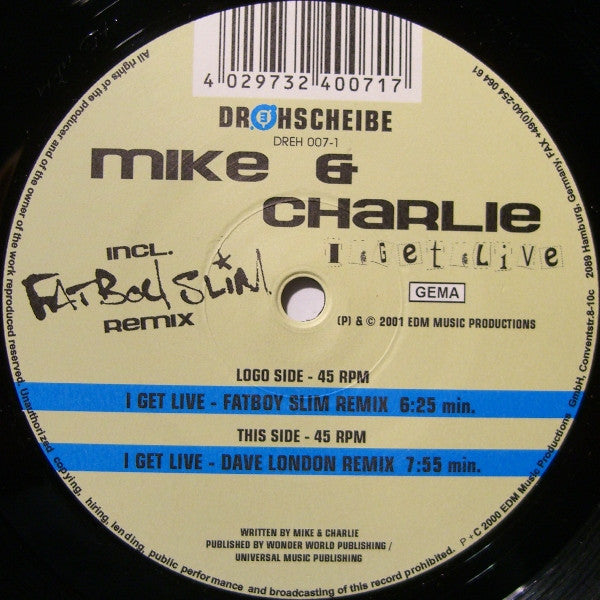 4 029732 400717
DREHSCHEIBE
DREH 007-1
MIKE &
CHARLIE
I Get Live
INCL.
FATBOY SLIM
REMIX
GEMA
(P) & © 2001 EDM MUSIC PRODUCTIONS
LOGO SIDE - 45 RPM
I GET LIVE - FATBOY SLIM REMIX 6:25 min.
THIS SIDE - 45 RPM
I GET LIVE - DAVE LONDON REMIX 7:55 min.
WRITTEN BY MIKE & CHARLIE
PUBLISHED BY WONDER WORLD PUBLISHING /
UNIVERSAL MUSIC PUBLISHING
All rights of the producer and of the owner of the work reproduced reserved. Unauthorized copying, hiring, lending, public performance and broadcasting of this record prohibited. P + C 2000 EDM Music Productions GmbH, Conventstr.8-10c 2089 Hamburg, Germany, FAX +49/(0)40-254 064 61